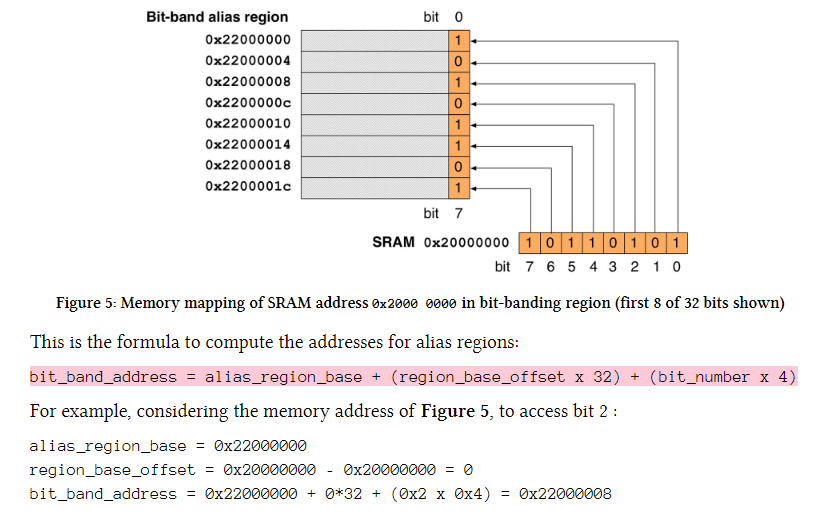 Bit-band alias region bit 0
0x22000000 1
0x22000004 0
0x22000008 1
0x2200000c 0
0x22000010 1
0x22000014 1
0x22000018 0
0x2200001c 1
bit 7
SRAM 0x20000000 1 0 1 1 0 1 0 1
bit 7 6 5 4 3 2 1 0
Figure 5: Memory mapping of SRAM address 0x2000 0000 in bit-banding region (first 8 of 32 bits shown)
This is the formula to compute the addresses for alias regions:
bit_band_address = alias_region_base + (region_base_offset x 32) + (bit_number x 4)
For example, considering the memory address of Figure 5, to access bit 2 :
alias_region_base = 0x22000000
region_base_offset = 0x20000000 - 0x20000000 = 0
bit_band_address = 0x22000000 + 0*32 + (0x2 x 0x4) = 0x22000008